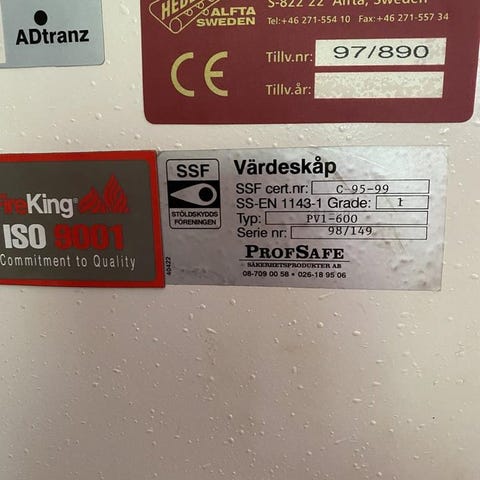 ADtranz
ALFTA
SWEDEN
S-822 22 Alfta, Sweden
Tel:+46 271-554 10 Fax:+46 271-557 34
CE
Tillv.nr: 97/890
Tillv.år:
FireKing®
ISO 9001
Commitment to Quality
SSF
STÖLDSKYDDS
FÖRENINGEN
40422
Värdeskåp
SSF cert.nr: C-95-99
SS-EN 1143-1 Grade: 1
Typ: PV1-600
Serie nr: 98/149
PROFSAFE
SÄKERHETSPRODUKTER AB
08-709 00 58 • 026-18 95 06